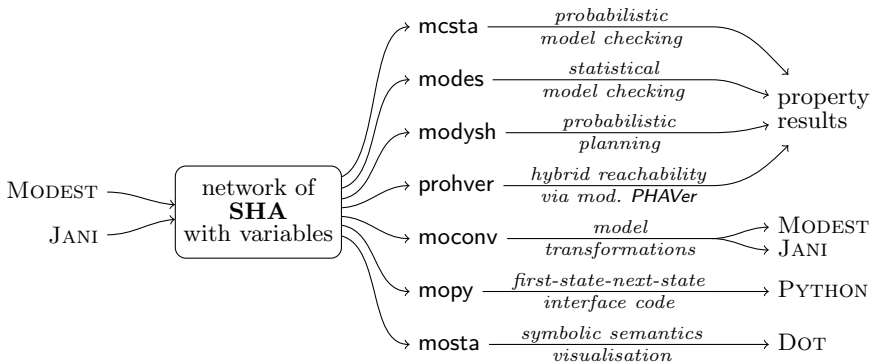 MODEST
JANI
network of
SHA
with variables
mcsta
probabilistic
model checking
modes
statistical
model checking
modysh
probabilistic
planning
prohver
hybrid reachability
via mod. PHAVer
moconv
model
transformations
mopy
first-state-next-state
interface code
mosta
symbolic semantics
visualisation
property
results
MODEST
JANI
PYTHON
DOT